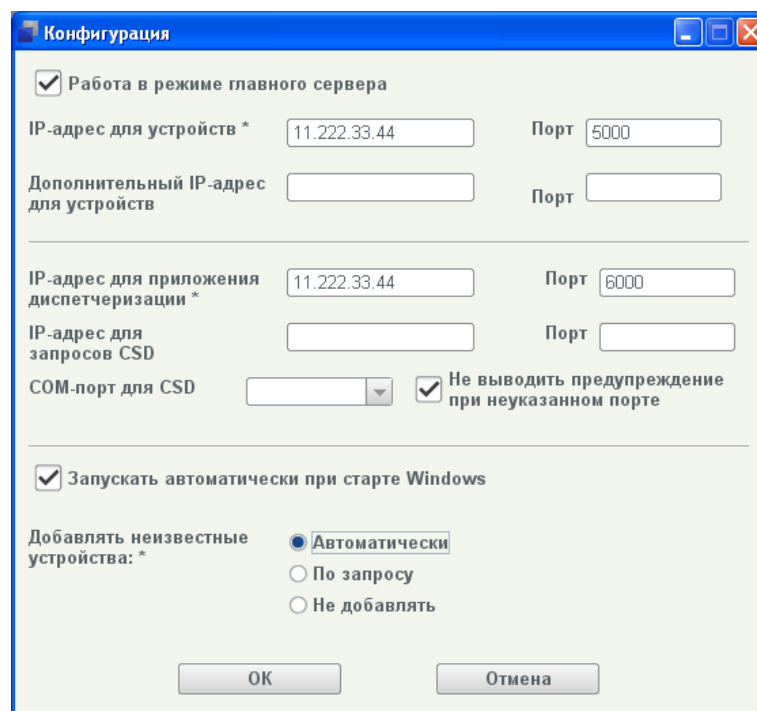 Конфигурация
Работа в режиме главного сервера
IP-адрес для устройств * 11.222.33.44 Порт 5000
Дополнительный IP-адрес
для устройств Порт
IP-адрес для приложения
диспетчеризации * 11.222.33.44 Порт 6000
IP-адрес для
запросов CSD Порт
COM-порт для CSD
Не выводить предупреждение
при неуказанном порте
Запускать автоматически при старте Windows
Добавлять неизвестные
устройства: *
Автоматически
По запросу
Не добавлять
ОК Отмена